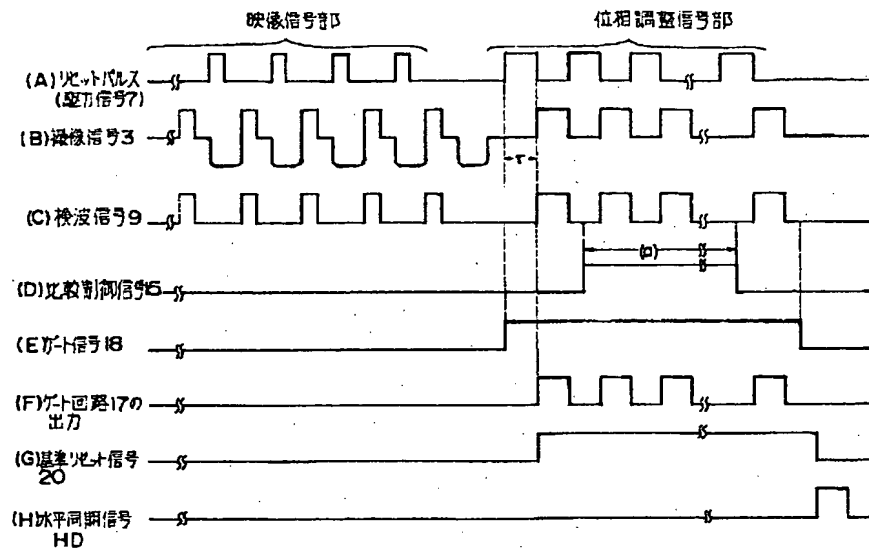 映像信号部
位相調整信号部
(A)リセットパルス
(駆動信号7)
(B)撮像信号3
τ
(C)検波信号9
(ロ)
(D)比較制御信号15
(E)ゲート信号18
(F)ゲート回路17の
出力
(G)基準リセット信号
20
(H)水平同期信号
HD